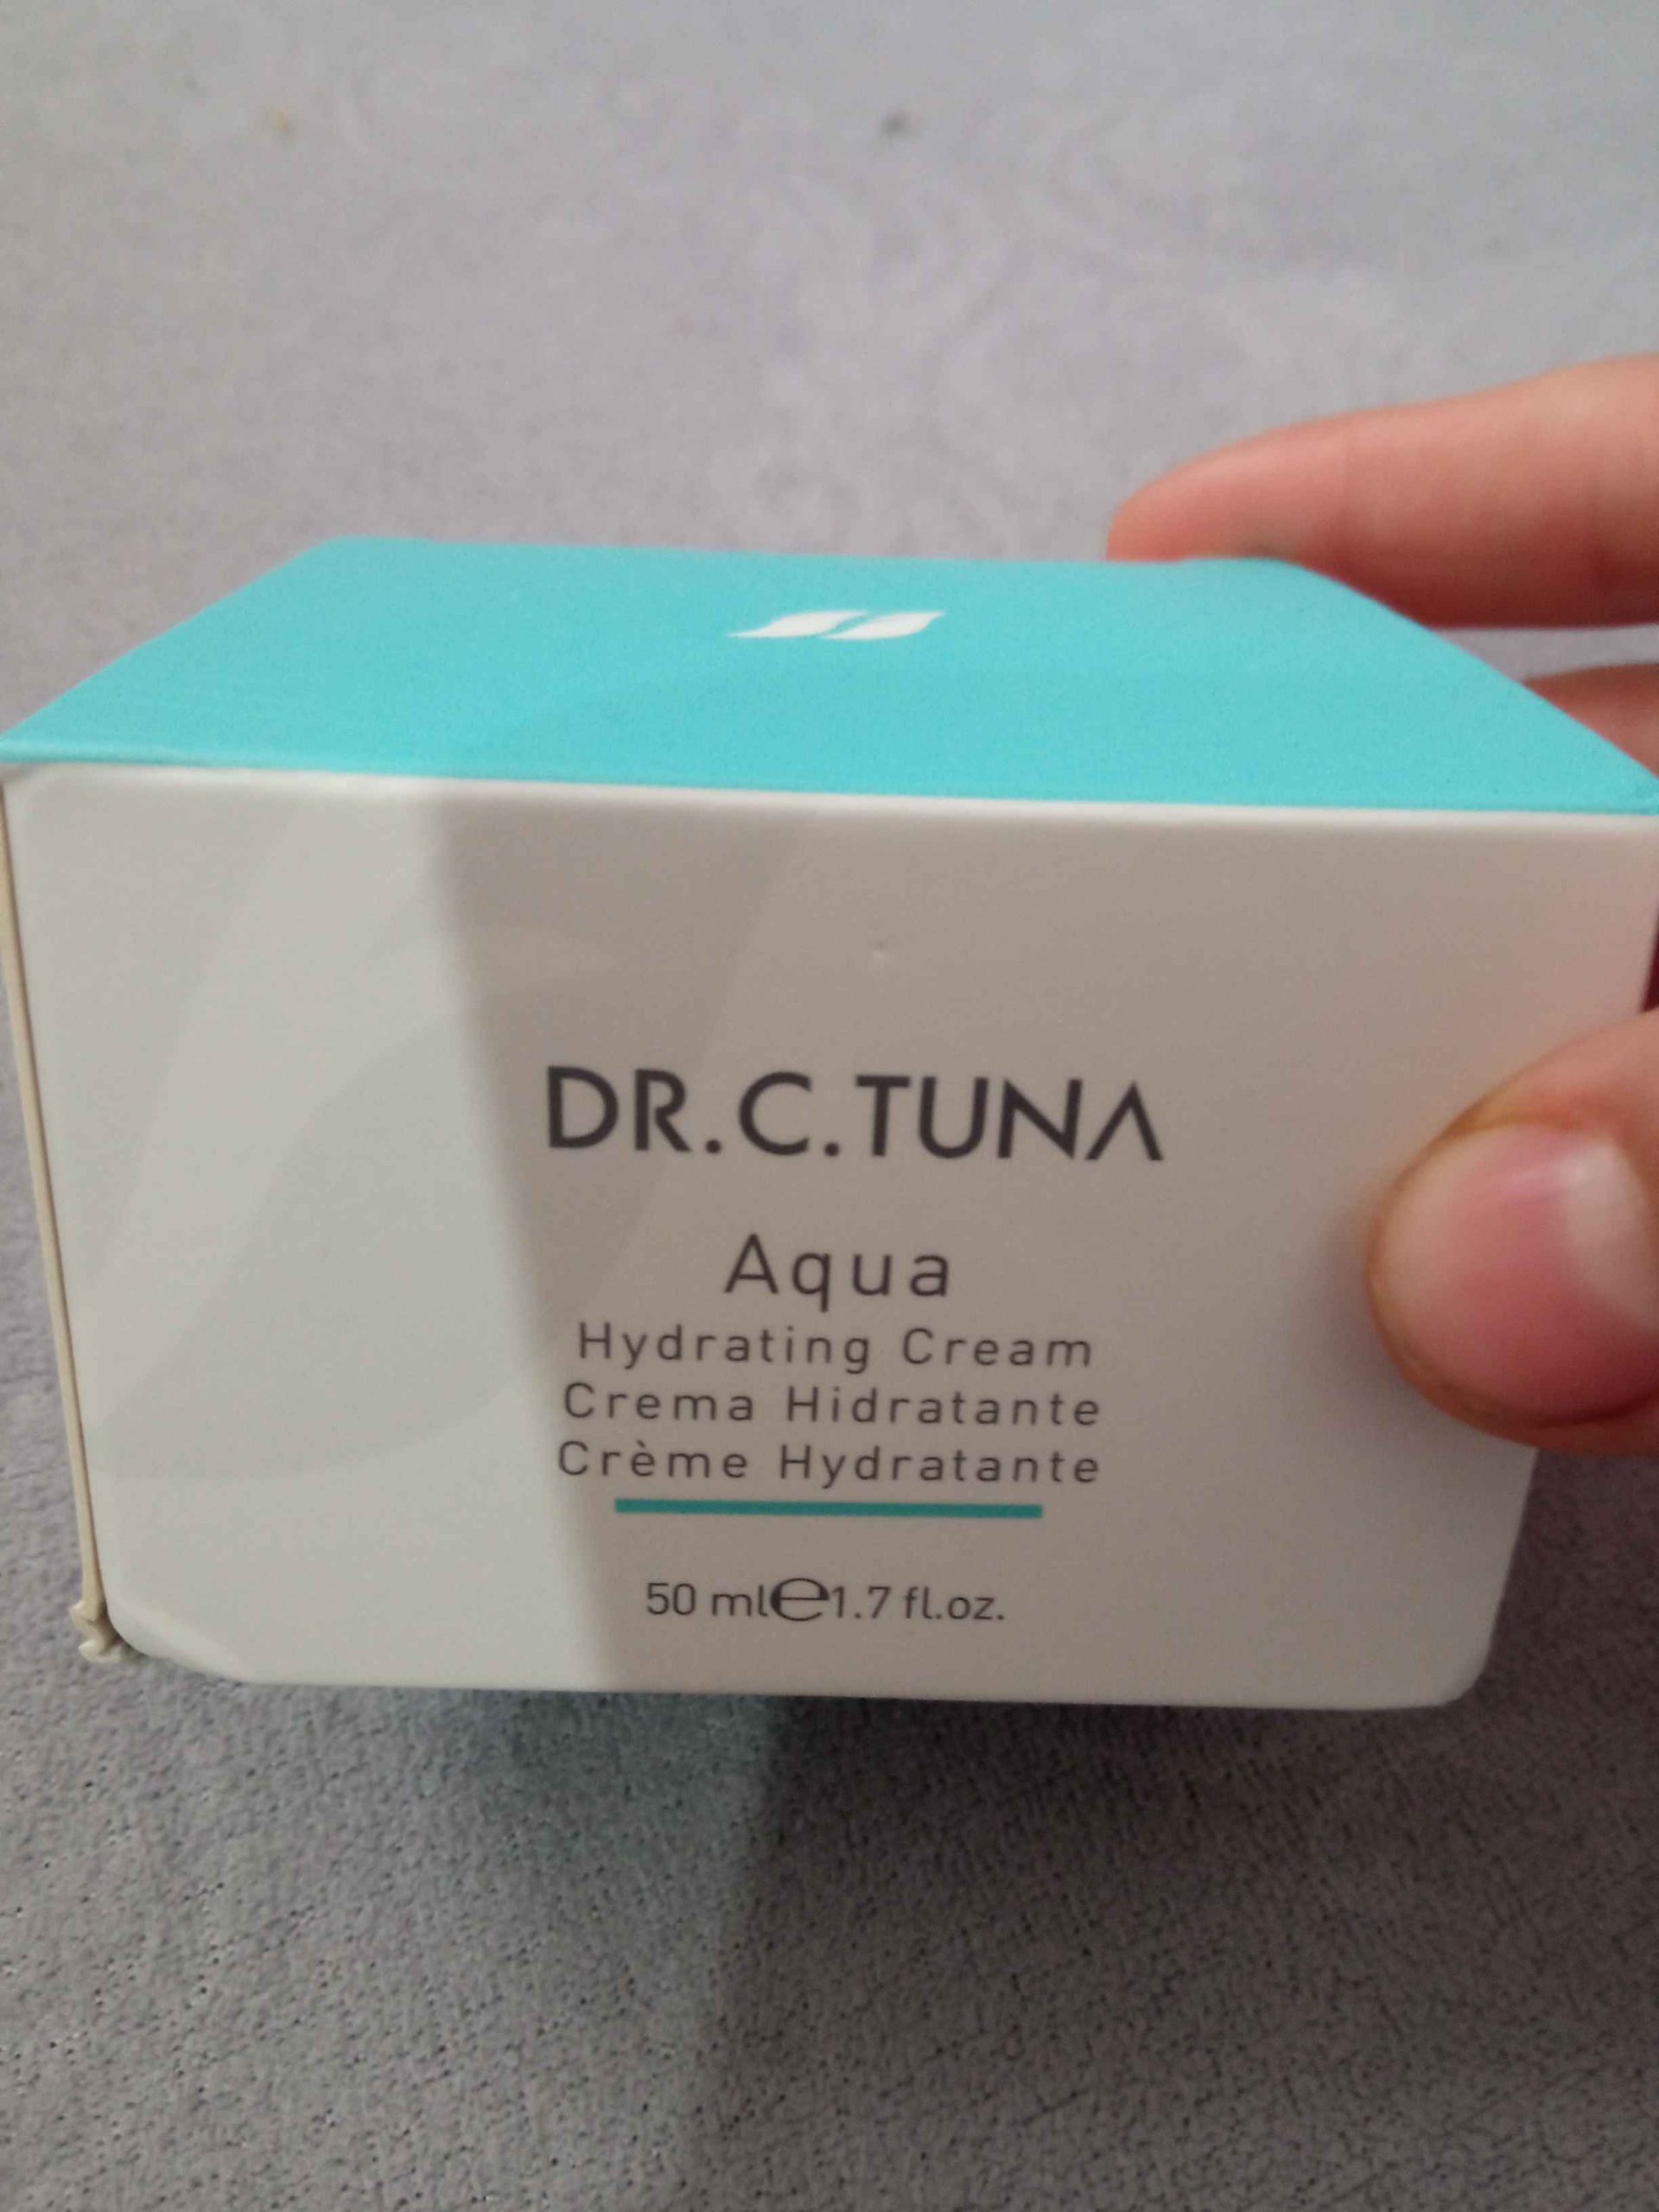 DR.C.TUNA
Aqua
Hydrating Cream
Crema Hidratante
Crème Hydratante
50 ml℮1.7 fl.oz.